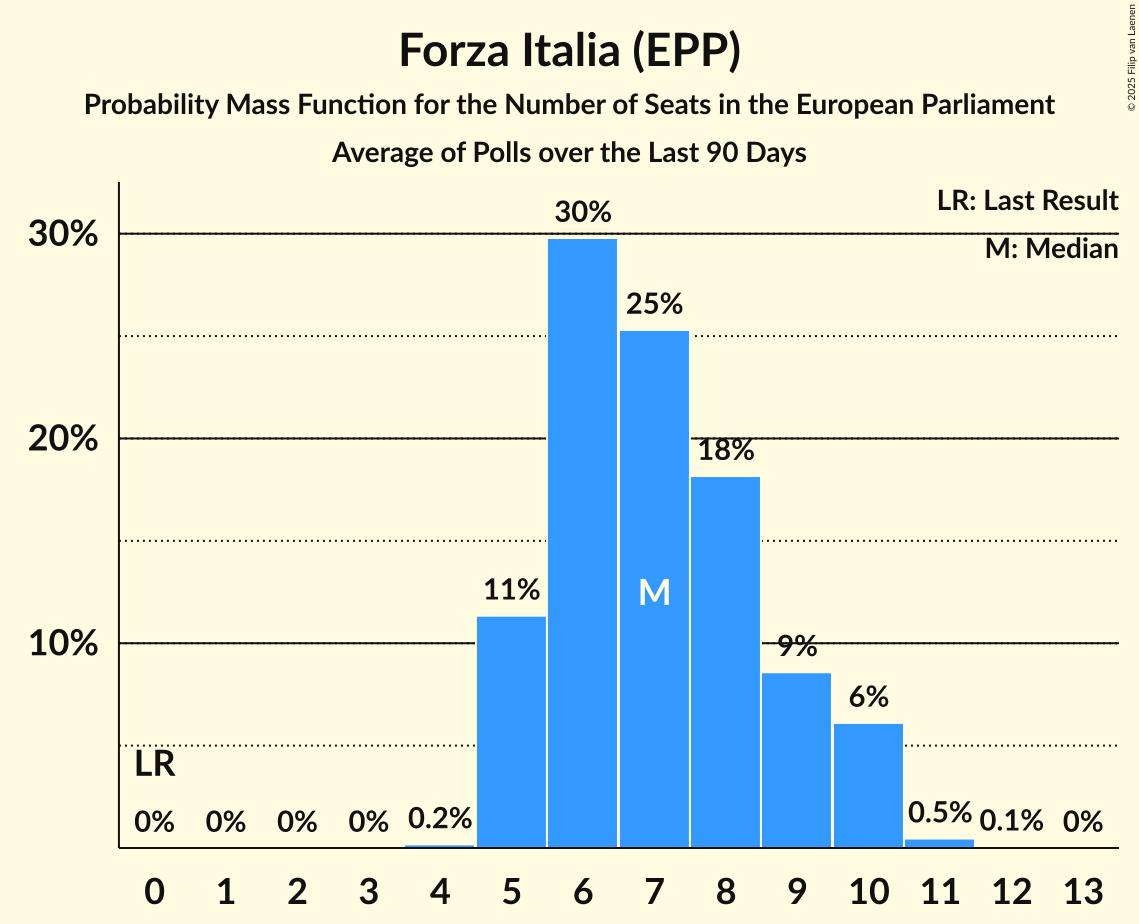 Forza Italia (EPP)
Probability Mass Function for the Number of Seats in the European Parliament
Average of Polls over the Last 90 Days
© 2025 Filip van Laenen
LR: Last Result
M: Median
30%
20%
10%
30%
25%
18%
11%
M
9%
6%
LR
0% 0% 0% 0% 0.2% 0.5% 0.1% 0%
0 1 2 3 4 5 6 7 8 9 10 11 12 13